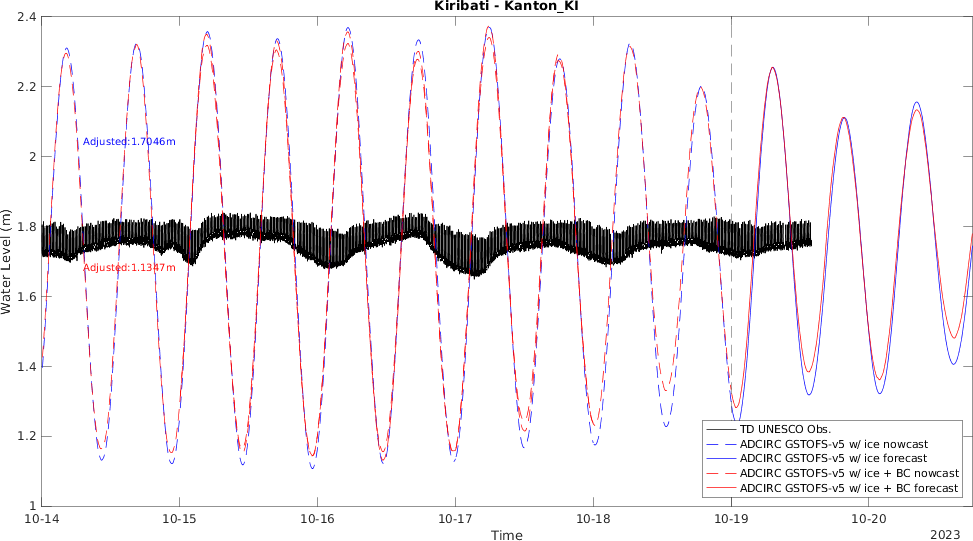 Kiribati - Kanton_KI
2.4
2.2
2
1.8
1.6
1.4
1.2
1
Water Level (m)
Adjusted:1.7046m
Adjusted:1.1347m
TD UNESCO Obs.
ADCIRC GSTOFS-v5 w/ ice nowcast
ADCIRC GSTOFS-v5 w/ ice forecast
ADCIRC GSTOFS-v5 w/ ice + BC nowcast
ADCIRC GSTOFS-v5 w/ ice + BC forecast
10-14 10-15 10-16 10-17 10-18 10-19 10-20
Time
2023